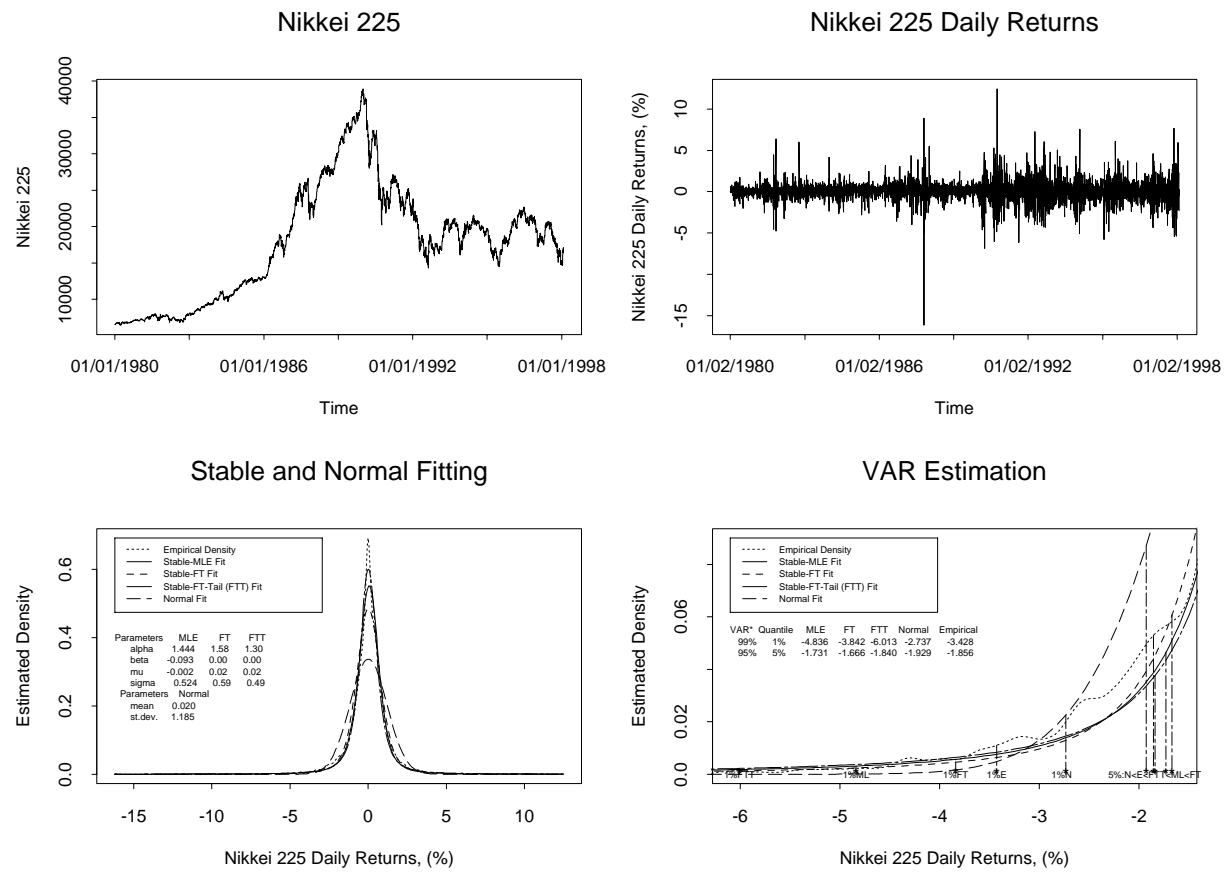 Nikkei 225
Nikkei 225
40000
30000
20000
10000
01/01/1980 01/01/1986 01/01/1992 01/01/1998
Time
Nikkei 225 Daily Returns
Nikkei 225 Daily Returns, (%)
10
5
0
-5
-15
01/02/1980 01/02/1986 01/02/1992 01/02/1998
Time
Stable and Normal Fitting
Estimated Density
0.6
0.4
0.2
0.0
Empirical Density
Stable-MLE Fit
Stable-FT Fit
Stable-FT-Tail (FTT) Fit
Normal Fit
Parameters MLE FT FTT
alpha 1.444 1.58 1.30
beta -0.093 0.00 0.00
mu -0.002 0.02 0.02
sigma 0.524 0.59 0.49
Parameters Normal
mean 0.020
st.dev. 1.185
-15 -10 -5 0 5 10
Nikkei 225 Daily Returns, (%)
VAR Estimation
Estimated Density
0.06
0.02
0.0
Empirical Density
Stable-MLE Fit
Stable-FT Fit
Stable-FT-Tail (FTT) Fit
Normal Fit
VAR* Quantile MLE FT FTT Normal Empirical
99% 1% -4.836 -3.842 -6.013 -2.737 -3.428
95% 5% -1.731 -1.666 -1.840 -1.929 -1.856
1%FTT 1%ML 1%FT 1%E 1%N 5%:N<E<FTT<ML<FT
-6 -5 -4 -3 -2
Nikkei 225 Daily Returns, (%)